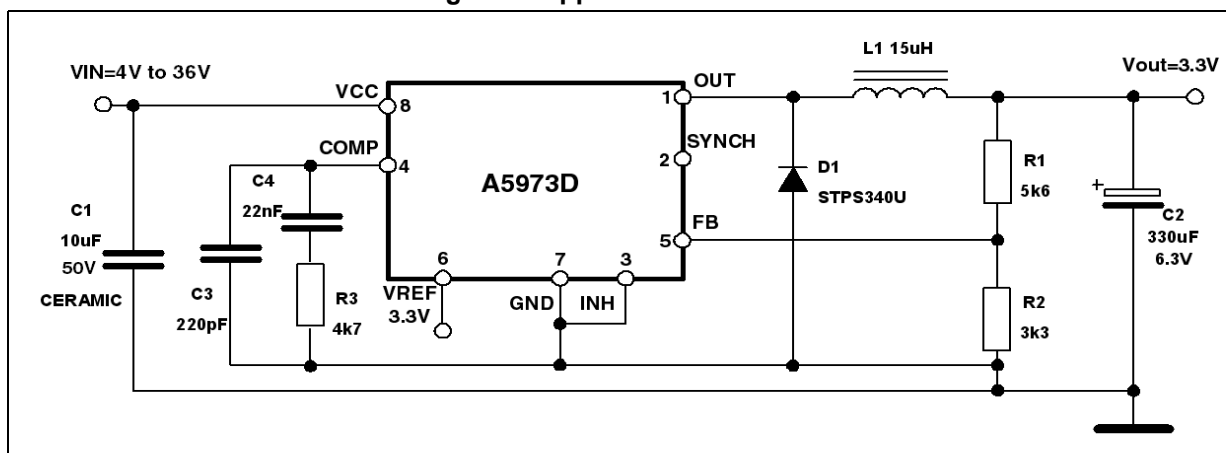 L1 15uH
VIN=4V to 36V
Vout=3.3V
VCC
8
OUT
1
COMP
4
SYNCH
2
A5973D
D1
STPS340U
R1
5k6
C4
22nF
C1
10uF
50V
CERAMIC
FB
5
+
C2
330uF
6.3V
C3
220pF
R3
4k7
6
VREF
3.3V
7
GND
3
INH
R2
3k3